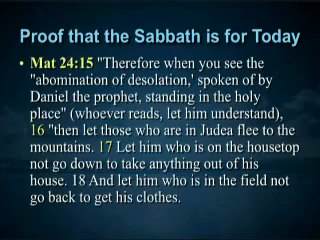 Proof that the Sabbath is for Today
• Mat 24:15 "Therefore when you see the
"abomination of desolation,' spoken of by
Daniel the prophet, standing in the holy
place" (whoever reads, let him understand),
16 "then let those who are in Judea flee to the
mountains. 17 Let him who is on the housetop
not go down to take anything out of his
house. 18 And let him who is in the field not
go back to get his clothes.